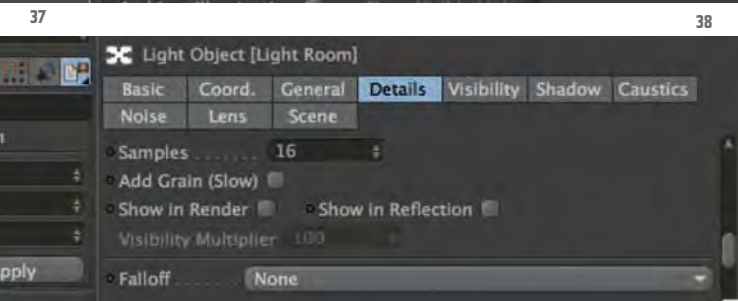 37
38
Light Object [Light Room]
Basic Coord. General Details Visibility Shadow Caustics
Noise Lens Scene
Samples ....... 16
Add Grain (Slow)
Show in Render Show in Reflection
Visibility Multiplier 100
Falloff ....... None
pply